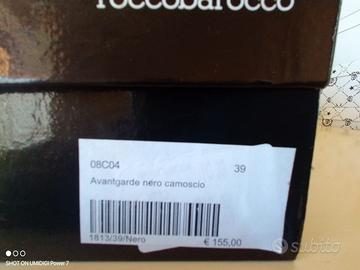 roccobarocco
08C04 39
Avantgarde nero camoscio
1813/39/Nero € 155,00
subito
SHOT ON UMIDIGI Power 7